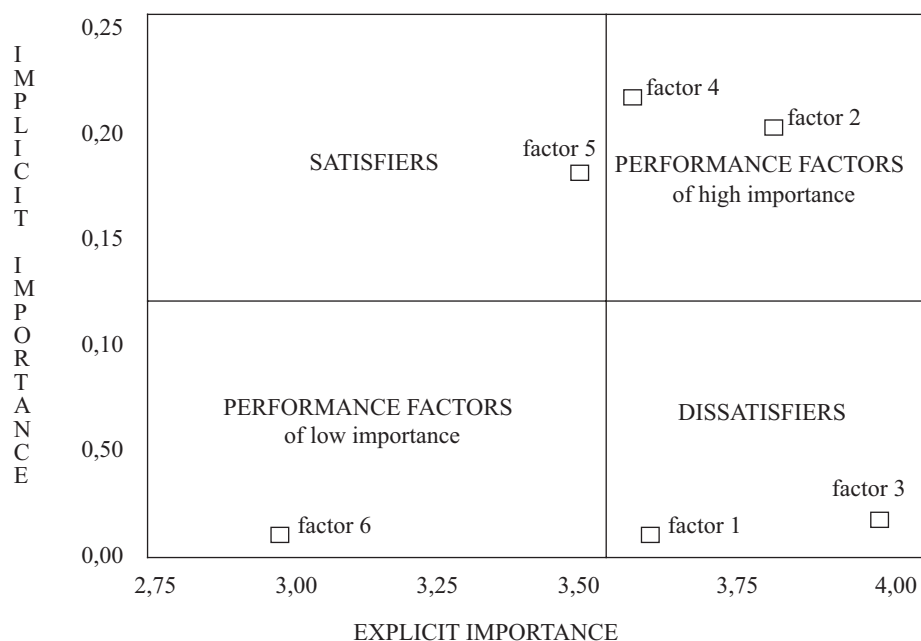 IMPLICIT IMPORTANCE
0,25
0,20
0,15
0,10
0,50
0,00
factor 4
factor 2
factor 5
SATISFIERS
PERFORMANCE FACTORS
of high importance
PERFORMANCE FACTORS
of low importance
DISSATISFIERS
factor 3
factor 6
factor 1
2,75 3,00 3,25 3,50 3,75 4,00
EXPLICIT IMPORTANCE